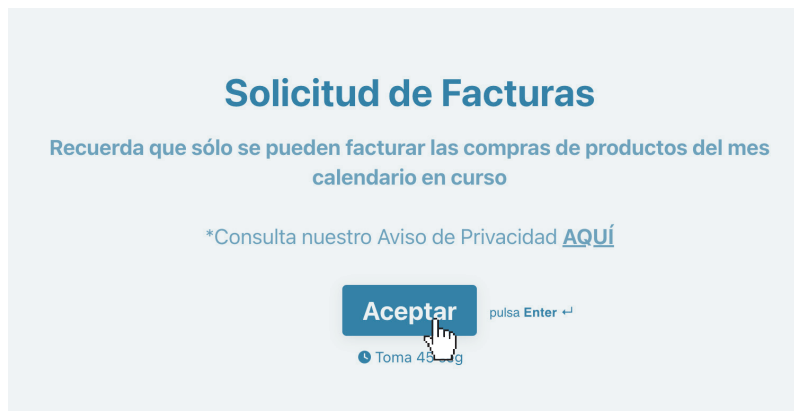 Solicitud de Facturas
Recuerda que sólo se pueden facturar las compras de productos del mes
calendario en curso
*Consulta nuestro Aviso de Privacidad AQUÍ
Aceptar
pulsa Enter ↵
Toma 45 seg